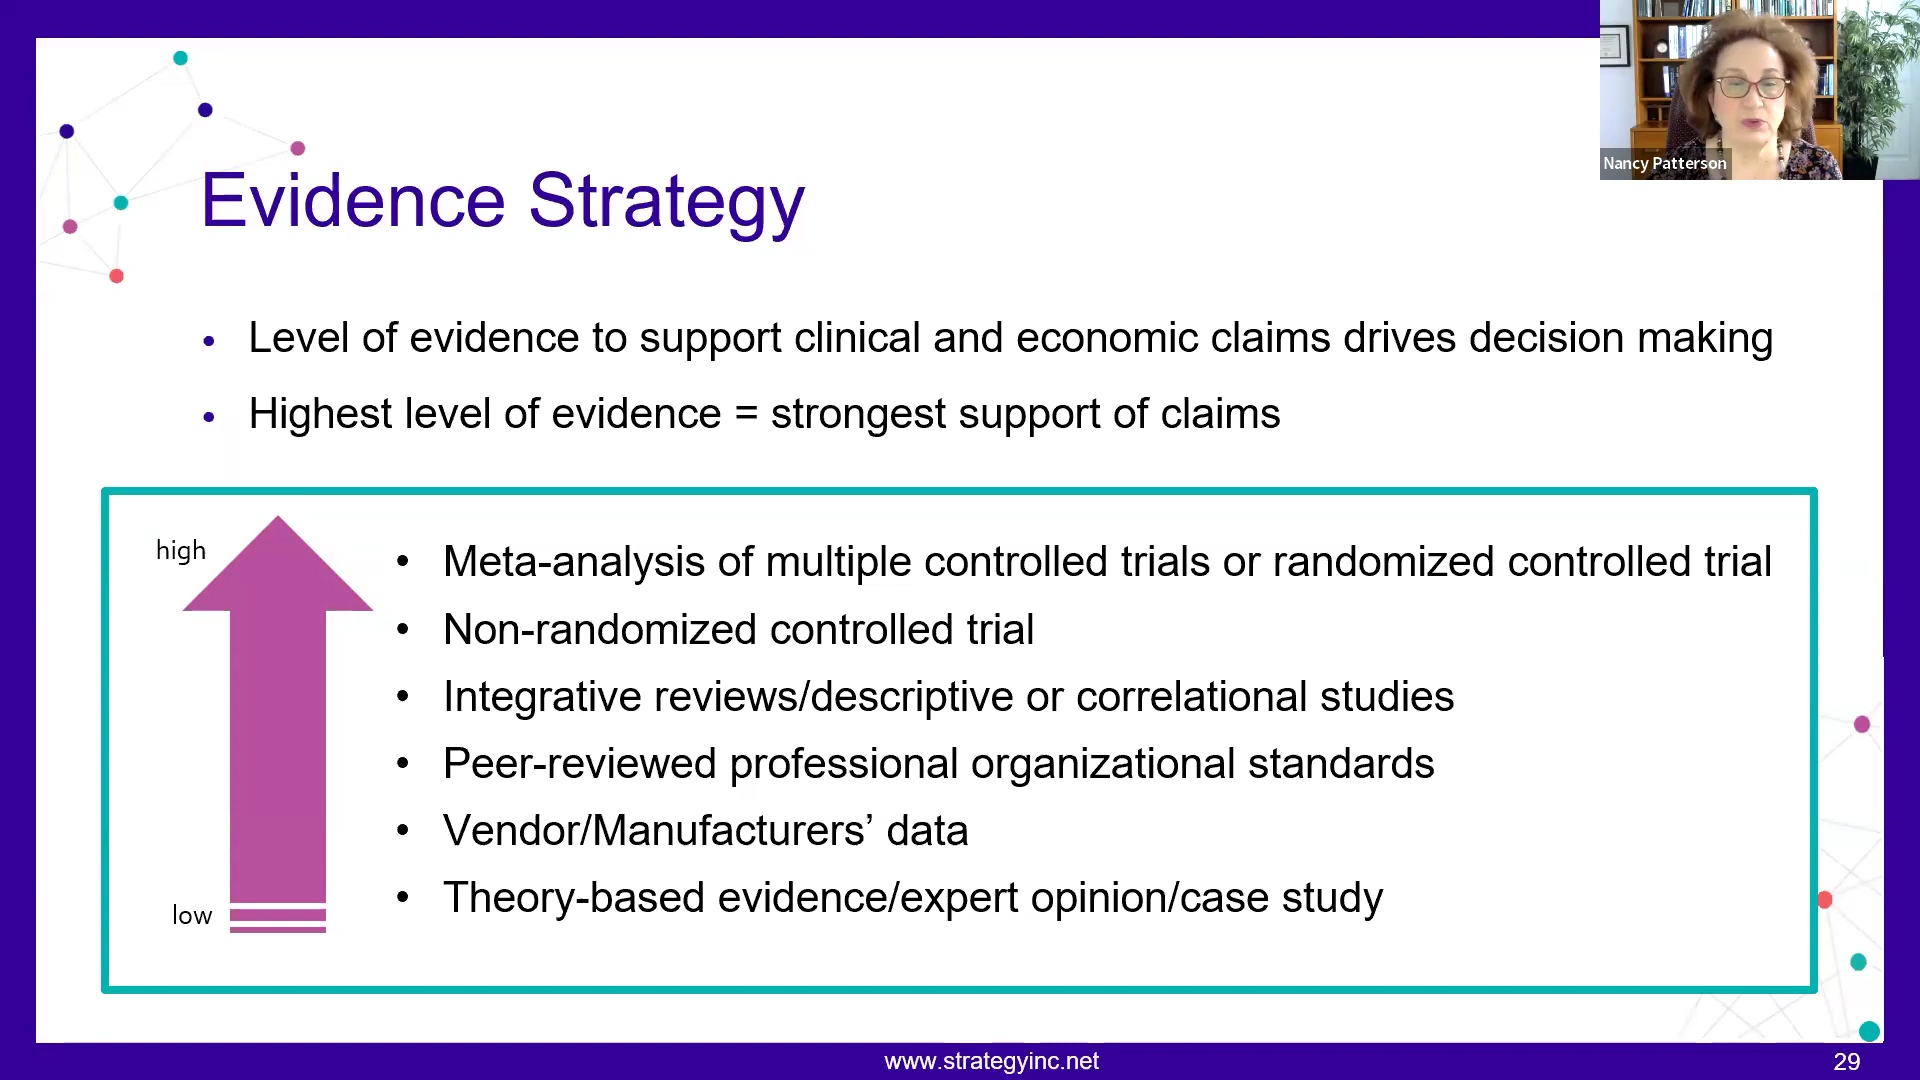 Nancy Patterson
Evidence Strategy
• Level of evidence to support clinical and economic claims drives decision making
• Highest level of evidence = strongest support of claims
high
• Meta-analysis of multiple controlled trials or randomized controlled trial
• Non-randomized controlled trial
• Integrative reviews/descriptive or correlational studies
• Peer-reviewed professional organizational standards
• Vendor/Manufacturers’ data
• Theory-based evidence/expert opinion/case study
low
www.strategyinc.net
29